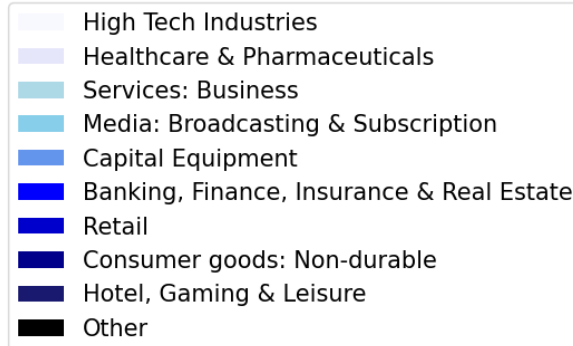 High Tech Industries
Healthcare & Pharmaceuticals
Services: Business
Media: Broadcasting & Subscription
Capital Equipment
Banking, Finance, Insurance & Real Estate
Retail
Consumer goods: Non-durable
Hotel, Gaming & Leisure
Other